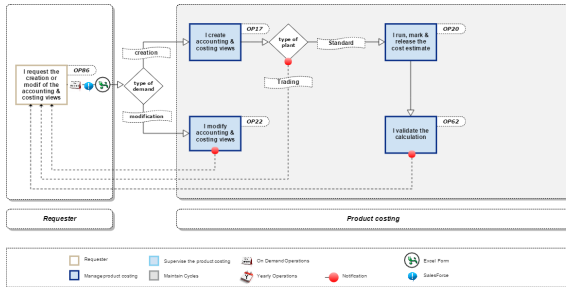 OP17
I create
accounting &
costing views
type of
plant
Standard
OP20
I run, mark &
release the
cost estimate
creation
OP86
I request the
creation or
modif of the
accounting &
costing views
type of
demand
Trading
modification
OP22
I modify
accounting &
costing views
OP62
I validate the
calculation
Requester
Product costing
Requester
Supervise the product costing
On Demand Operations
Excel Form
Manage product costing
Maintain Cycles
Yearly Operations
Notification
SalesForce